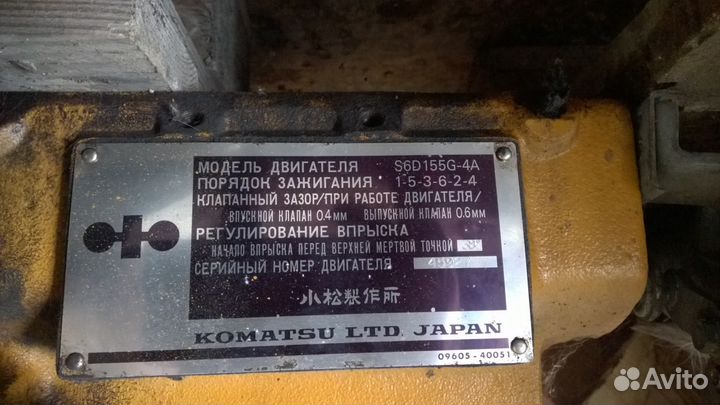 МОДЕЛЬ ДВИГАТЕЛЯ S6D155G-4A
ПОРЯДОК ЗАЖИГАНИЯ 1-5-3-6-2-4
КЛАПАННЫЙ ЗАЗОР/ПРИ РАБОТЕ ДВИГАТЕЛЯ/
ВПУСКНОЙ КЛАПАН 0.4мм ВЫПУСКНОЙ КЛАПАН 0.6мм
РЕГУЛИРОВАНИЕ ВПРЫСКА
НАЧАЛО ВПРЫСКА ПЕРЕД ВЕРХНЕЙ МЕРТВОЙ ТОЧКОЙ
СЕРИЙНЫЙ НОМЕР ДВИГАТЕЛЯ
小松製作所
KOMATSU LTD. JAPAN
09605-40051
Avito